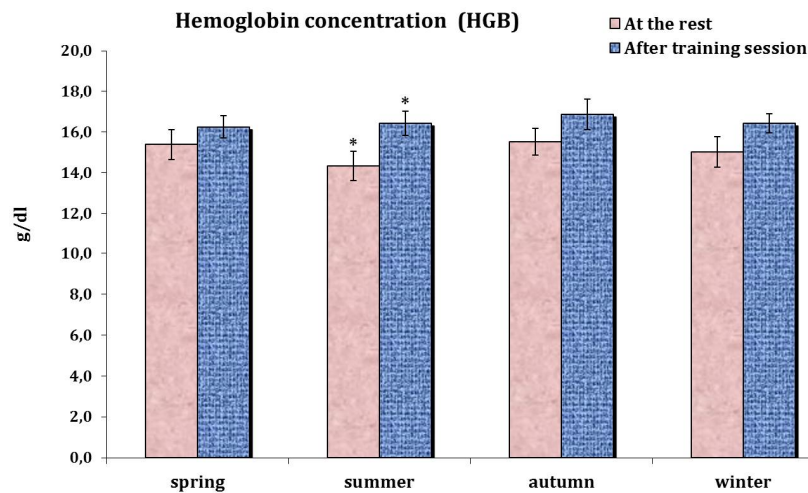 Hemoglobin concentration (HGB)
At the rest
After training session
20,0
18,0
16,0
14,0
12,0
10,0
8,0
6,0
4,0
2,0
0,0
g/dl
*
*
spring summer autumn winter